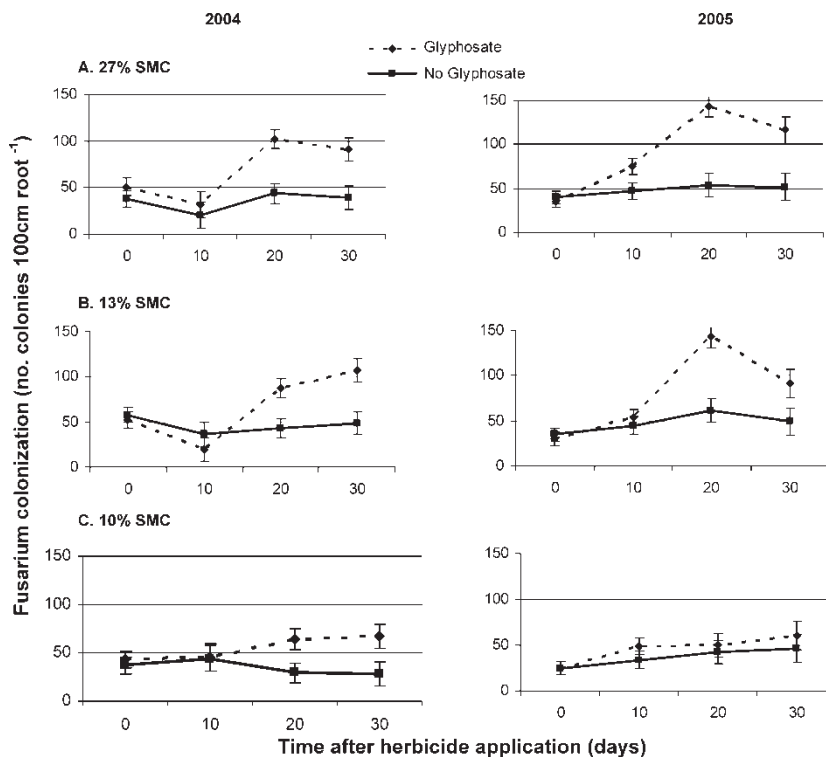 2004
2005
Glyphosate
No Glyphosate
A. 27% SMC
150
100
50
0
0 10 20 30
150
100
50
0
0 10 20 30
B. 13% SMC
150
100
50
0
0 10 20 30
150
100
50
0
0 10 20 30
C. 10% SMC
150
100
50
0
0 10 20 30
150
100
50
0
0 10 20 30
Fusarium colonization (no. colonies 100cm root -1)
Time after herbicide application (days)